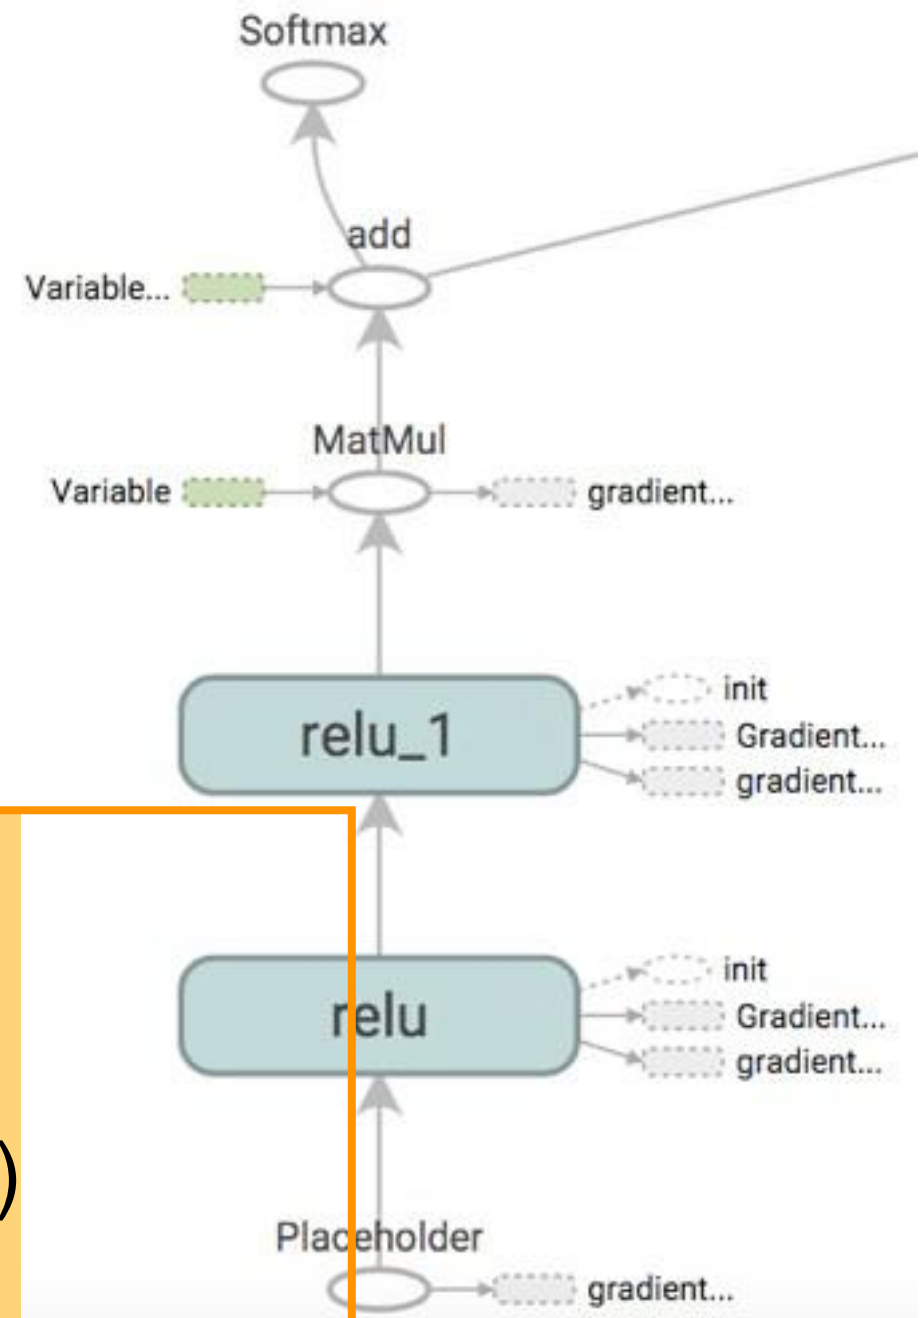 Softmax
add
Variable...
MatMul
Variable
gradient...
relu_1
init
Gradient...
gradient...
relu
init
Gradient...
gradient...
)
Placeholder
gradient...